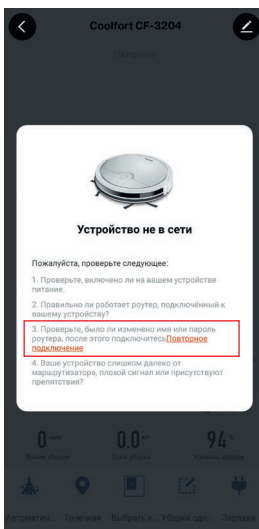 Coolfort CF-3204
Ожидание
Устройство не в сети
Пожалуйста, проверьте следующее:
1. Проверьте, включено ли на вашем устройстве
питание.
2. Правильно ли работает роутер, подключённый к
вашему устройству?
3. Проверьте, было ли изменено имя или пароль
роутера, после этого подключитесьПовторное
подключение
4. Ваше устройство слишком далеко от
маршрутизатора, плохой сигнал или присутствуют
препятствия?
0 0.0 94
Время уборки Зона уборки Уровень заряда
Автоматич... Точечная Выбрать к... Уборка одн... Зарядка